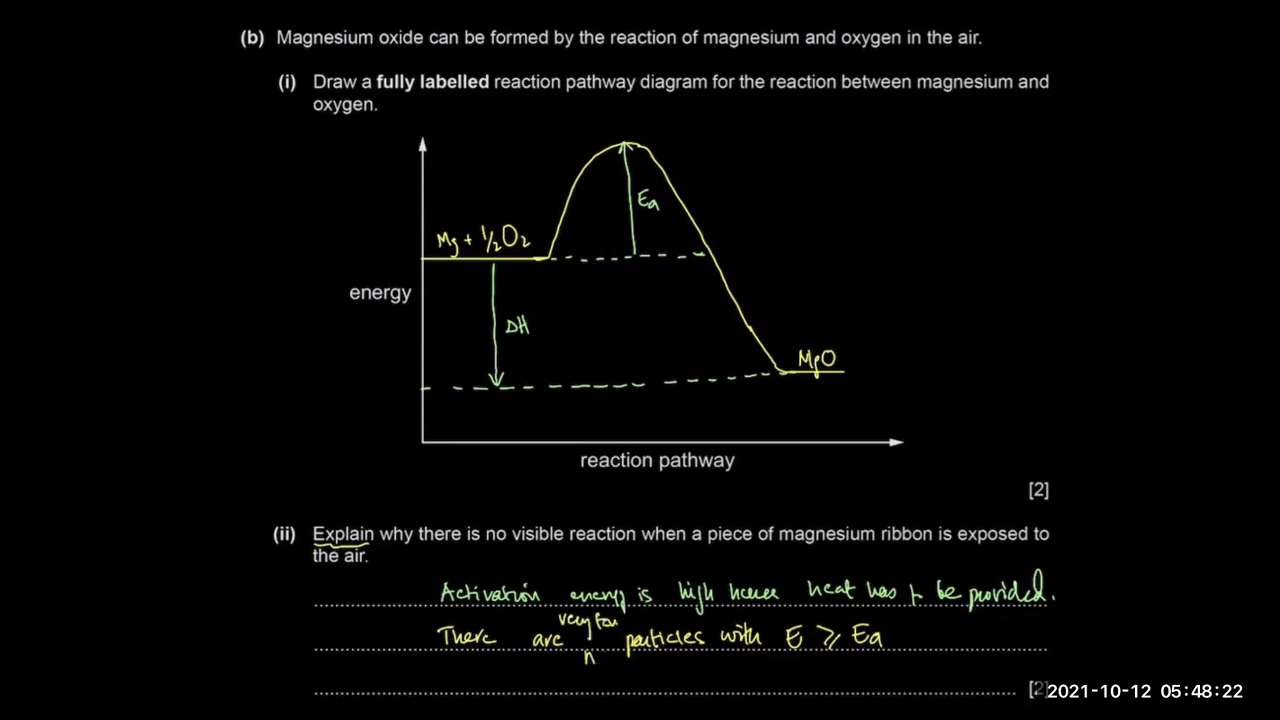 (b) Magnesium oxide can be formed by the reaction of magnesium and oxygen in the air.
(i) Draw a fully labelled reaction pathway diagram for the reaction between magnesium and
oxygen.
Ea
Mg + 1/2O2
energy
ΔH
MgO
reaction pathway
[2]
(ii) Explain why there is no visible reaction when a piece of magnesium ribbon is exposed to
the air.
Activation energy is high hence heat has to be provided.
There are very few particles with E ⩾ Ea
[2]
2021-10-12 05:48:22